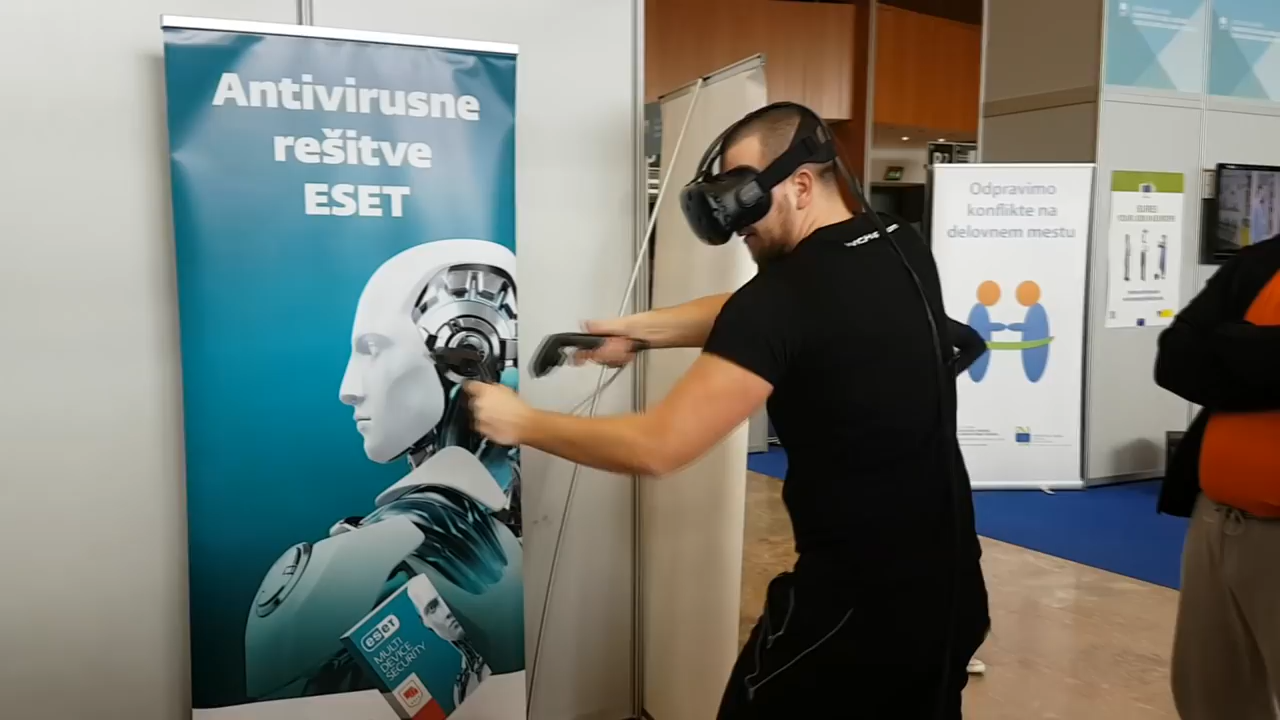 Antivirusne
rešitve
ESET
eseT
MULTI
DEVICE
SECURITY
Odpravimo
konflikte na
delovnem mestu